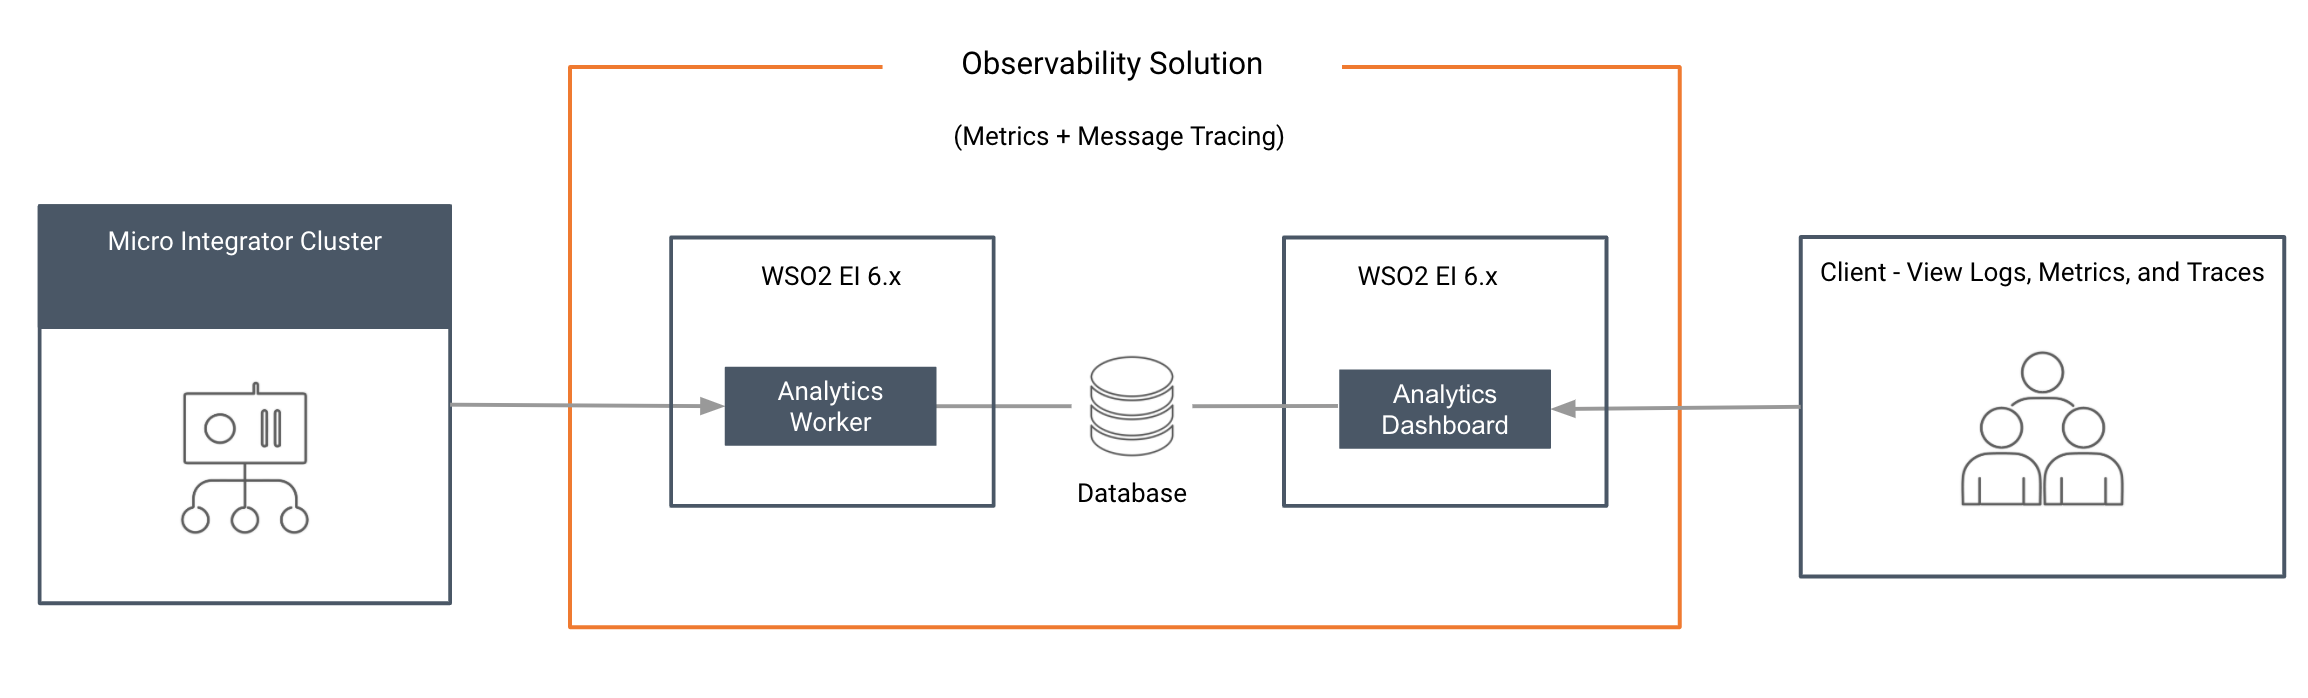 Observability Solution
(Metrics + Message Tracing)
Micro Integrator Cluster
WSO2 EI 6.x
Analytics
Worker
Database
WSO2 EI 6.x
Analytics
Dashboard
Client - View Logs, Metrics, and Traces